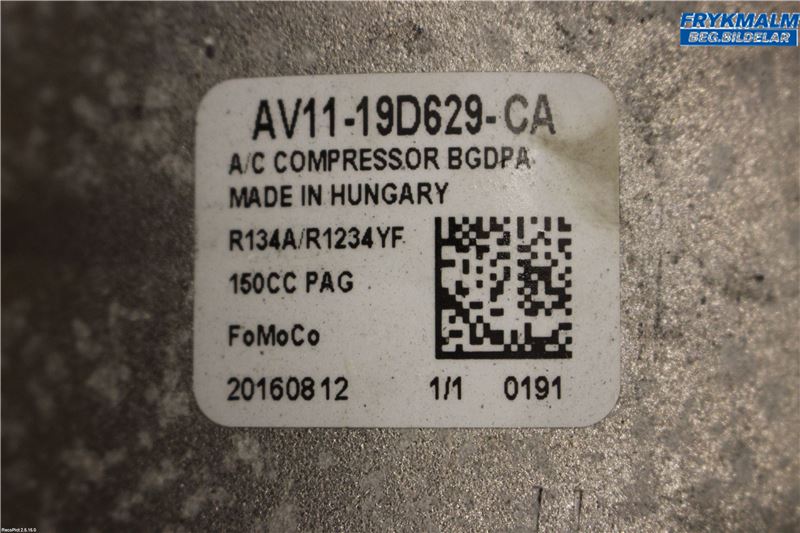 FRYKMALM
BEG.BILDELAR
AV11-19D629-CA
A/C COMPRESSOR BGDPA
MADE IN HUNGARY
R134A/R1234YF
150CC PAG
FoMoCo
20160812 1/1 0191